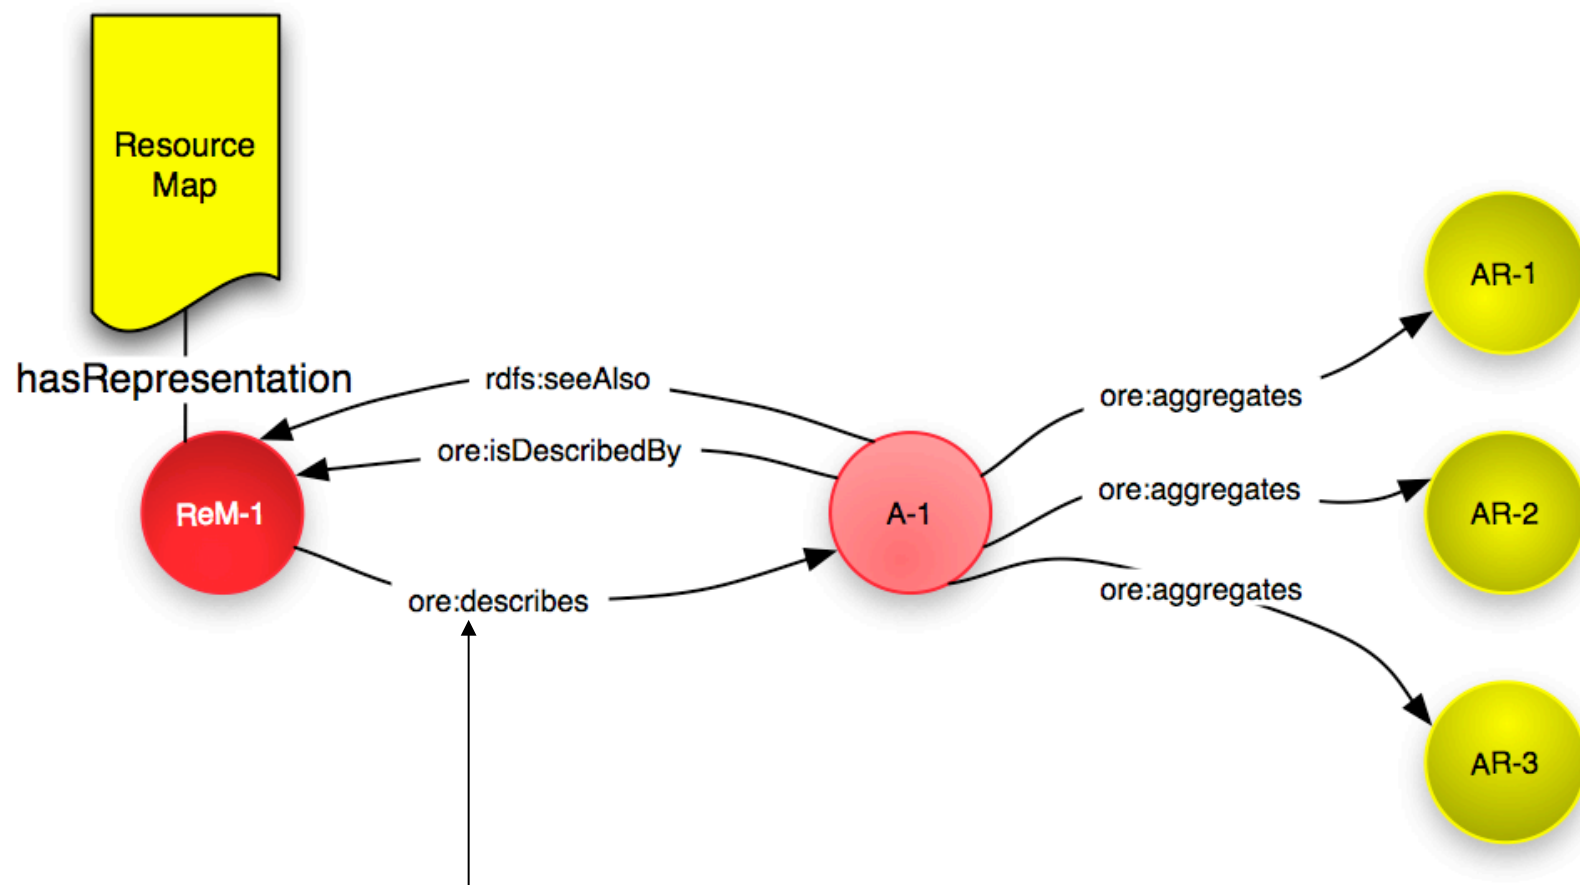 Resource
Map
hasRepresentation
rdfs:seeAlso
ore:isDescribedBy
ReM-1
ore:describes
A-1
ore:aggregates
ore:aggregates
ore:aggregates
AR-1
AR-2
AR-3